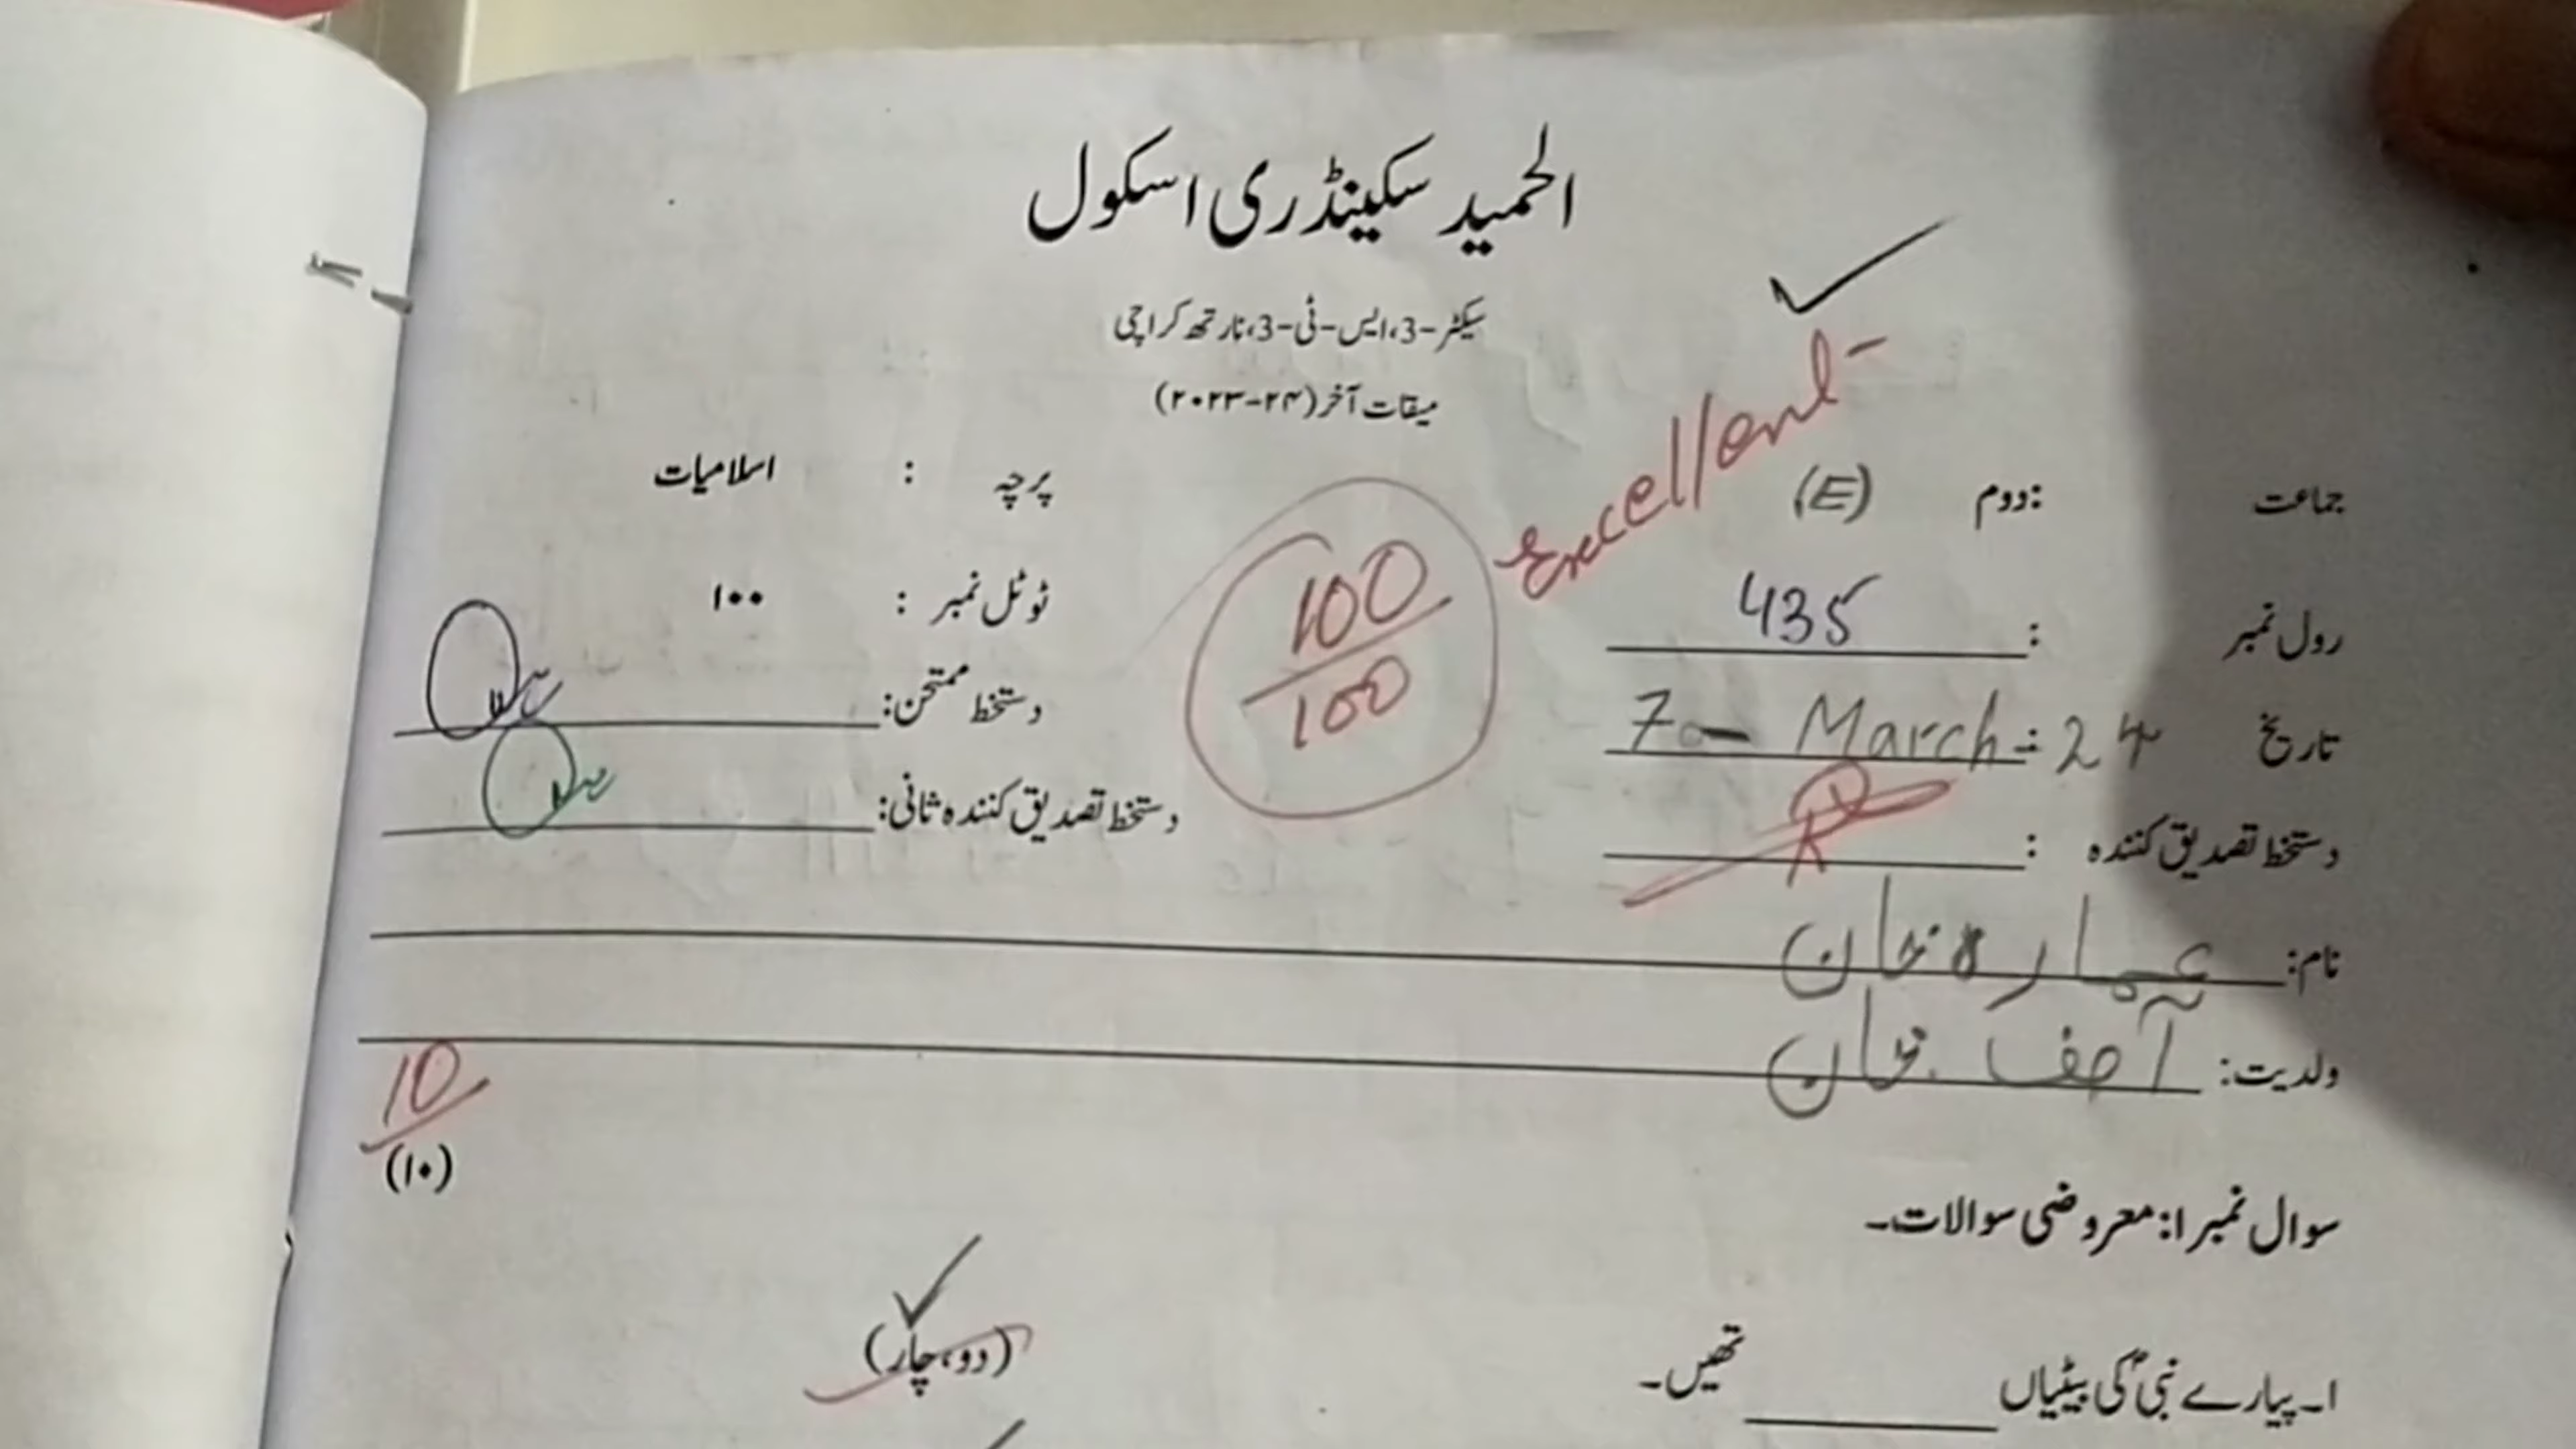 الحمید سکینڈری اسکول
سیکٹر-3،ایس-ٹی-3،نارتھ کراچی
میقات آخر (۲۴-۲۰۲۳)
Excellent
جماعت :دوم (E) پرچہ : اسلامیات
رول نمبر : 435 ٹوٹل نمبر : ۱۰۰
100/100
تاریخ : 7 - March - 24 دستخط ممتحن:
دستخط تصدیق کنندہ : دستخط تصدیق کنندہ ثانی:
نام: عمارہ خان
ولدیت: آصف خان
10
(۱۰)
سوال نمبر ۱: معروضی سوالات۔
۱۔ پیارے نبیؐ کی بیٹیاں ______ تھیں۔ (دو، چار)